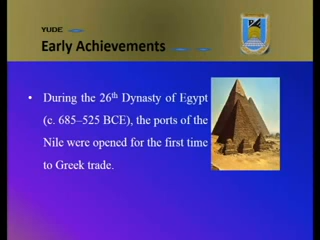 YUDE
Early Achievements
• During the 26th Dynasty of Egypt
(c. 685–525 BCE), the ports of the
Nile were opened for the first time
to Greek trade.